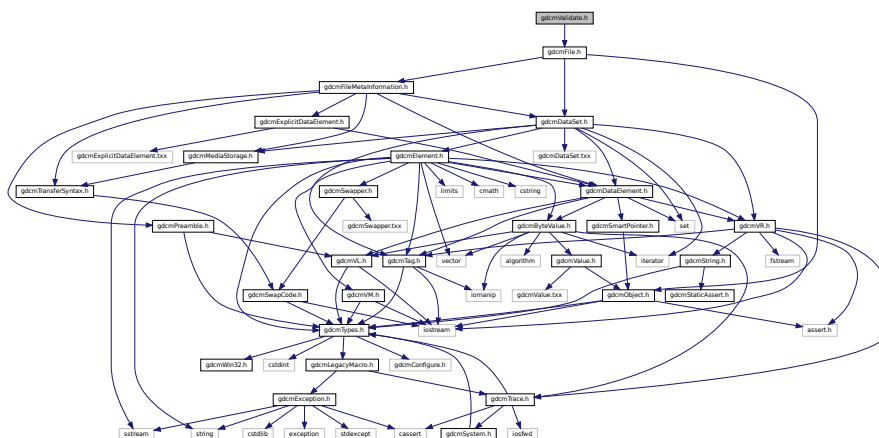 gdcmValidate.h
gdcmFile.h
gdcmFileMetaInformation.h
gdcmExplicitDataElement.h
gdcmDataSet.h
gdcmExplicitDataElement.txx
gdcmMediaStorage.h
gdcmElement.h
gdcmDataSet.txx
gdcmTransferSyntax.h
gdcmSwapper.h
limits
cmath
cstring
gdcmDataElement.h
gdcmPreamble.h
gdcmSwapper.txx
gdcmByteValue.h
gdcmSmartPointer.h
set
gdcmVR.h
gdcmVL.h
gdcmTag.h
vector
algorithm
gdcmValue.h
iterator
gdcmString.h
fstream
gdcmSwapCode.h
gdcmVM.h
iomanip
gdcmValue.txx
gdcmObject.h
gdcmStaticAssert.h
gdcmTypes.h
iostream
assert.h
gdcmWin32.h
cstdint
gdcmLegacyMacro.h
gdcmConfigure.h
gdcmException.h
gdcmTrace.h
sstream
string
cstdlib
exception
stdexcept
cassert
gdcmSystem.h
iosfwd